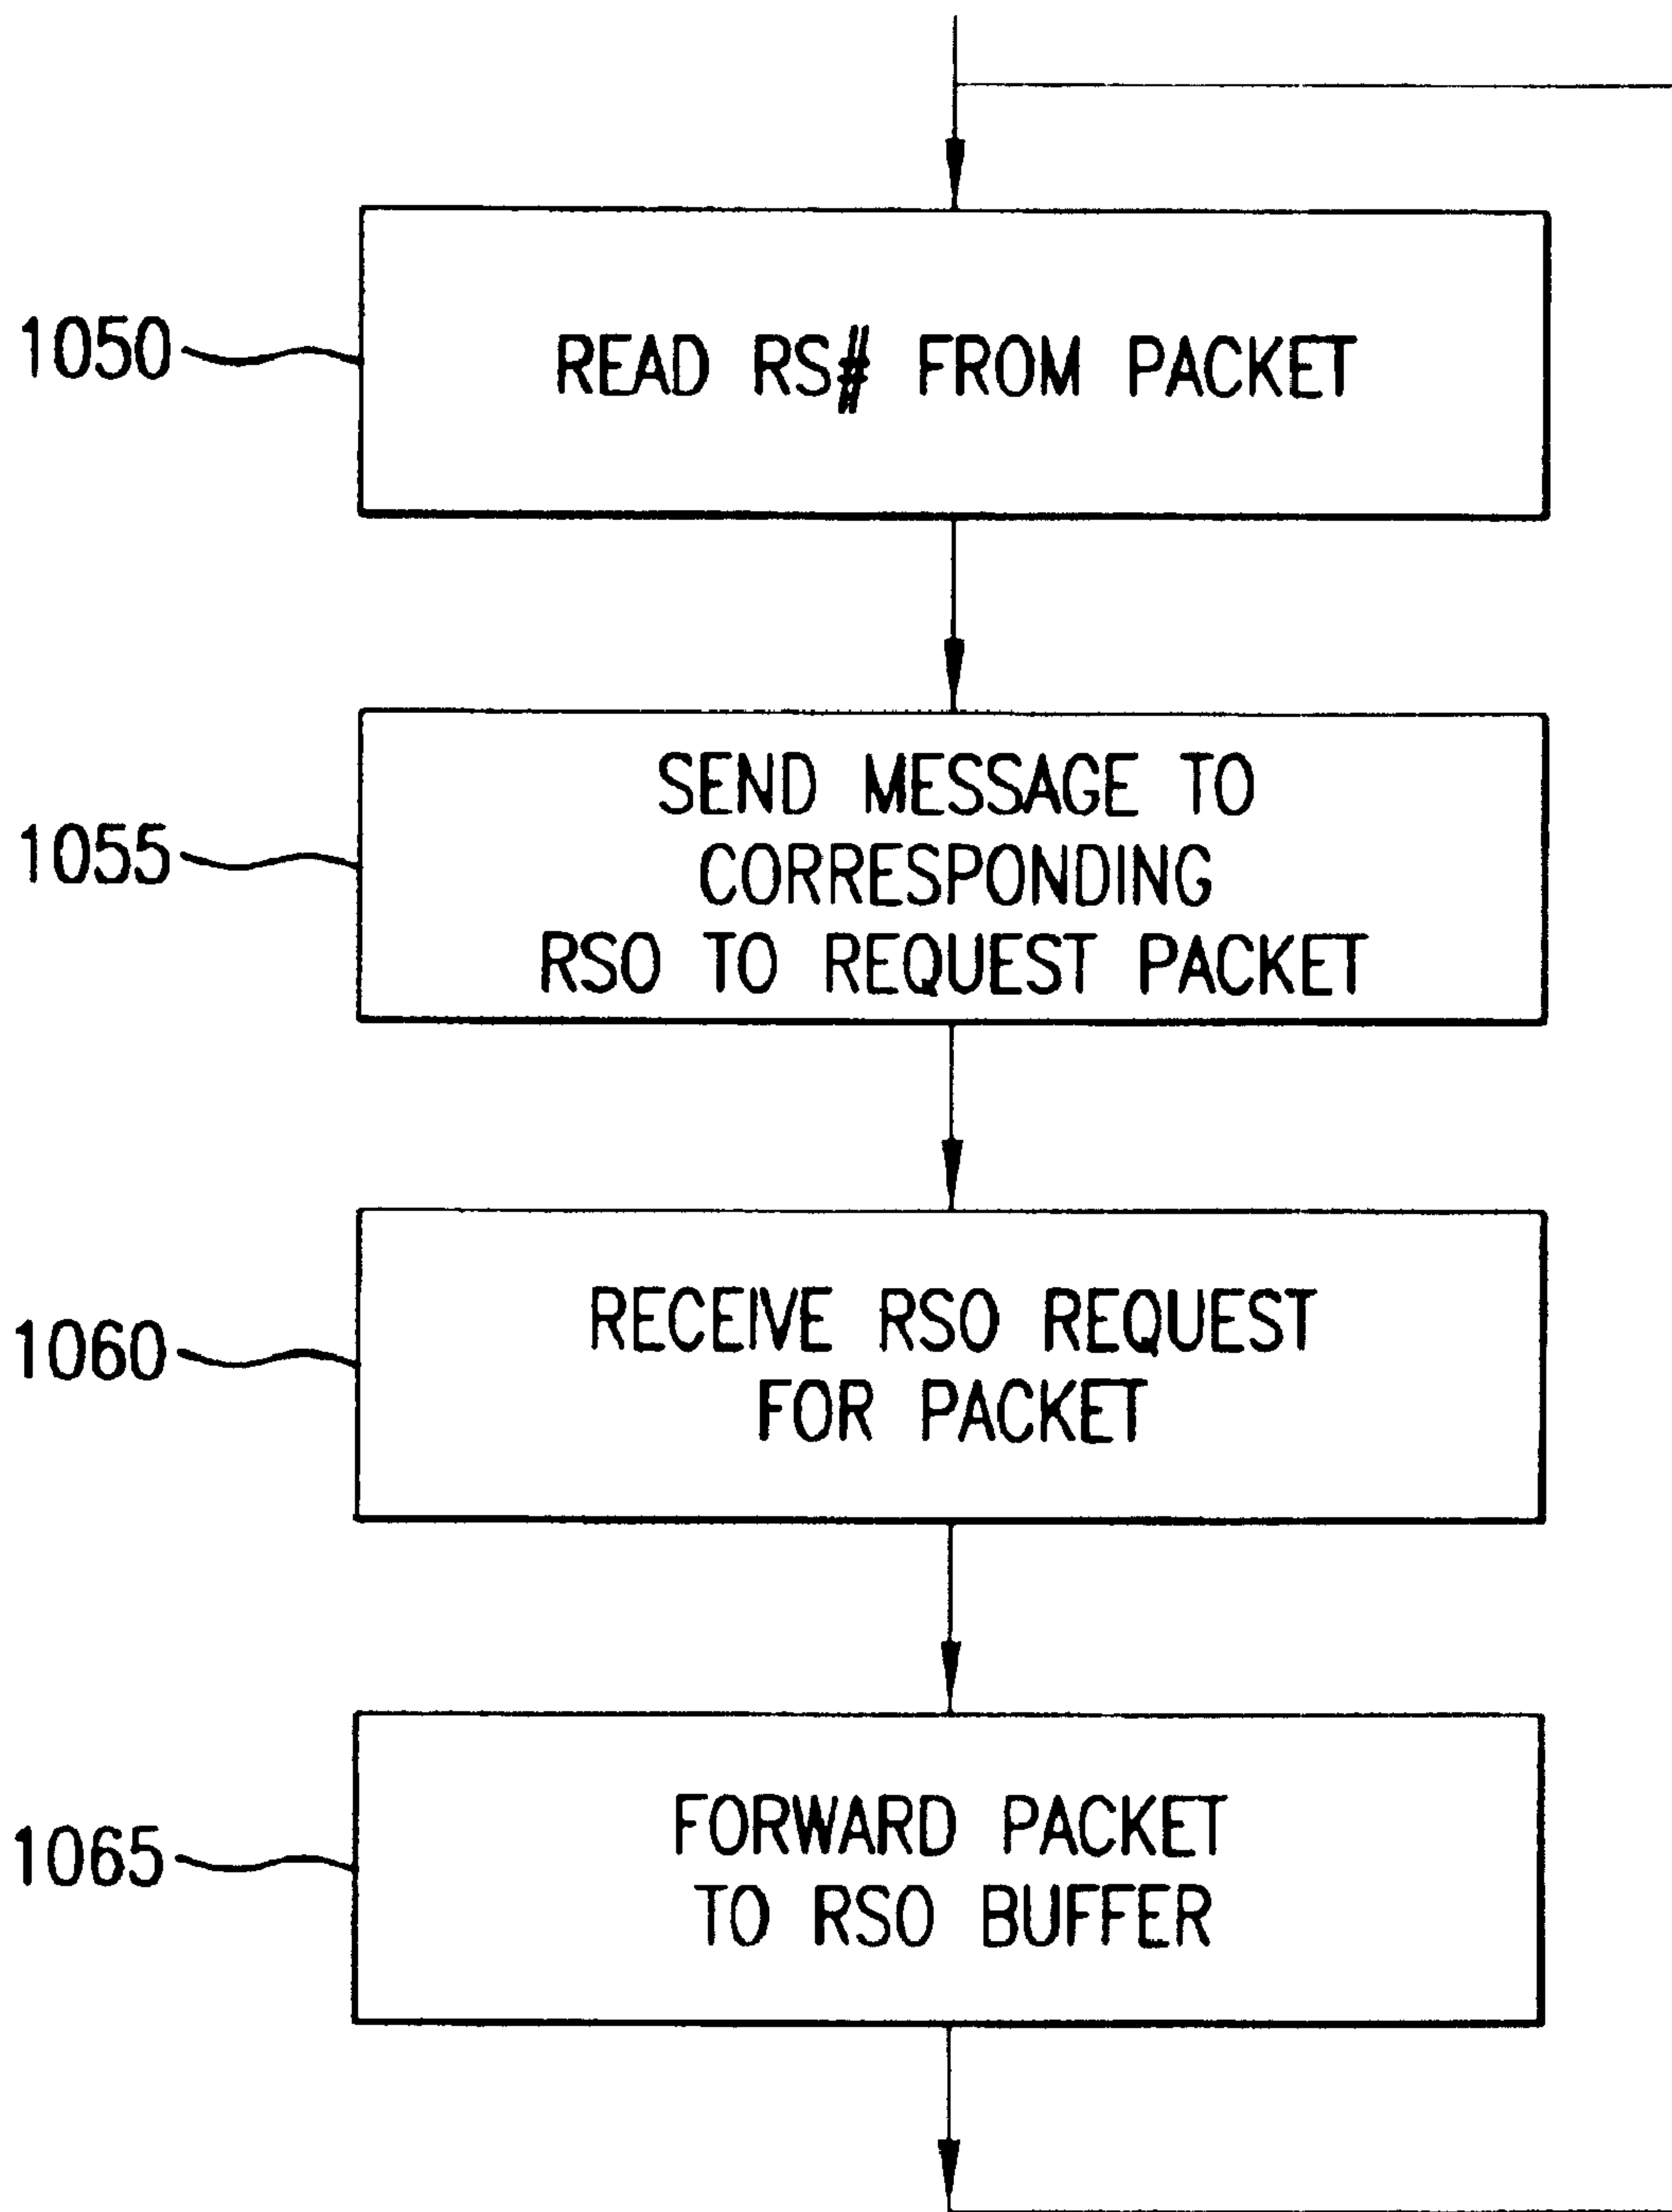 1050
READ RS# FROM PACKET
1055
SEND MESSAGE TO
CORRESPONDING
RSO TO REQUEST PACKET
1060
RECEIVE RSO REQUEST
FOR PACKET
1065
FORWARD PACKET
TO RSO BUFFER